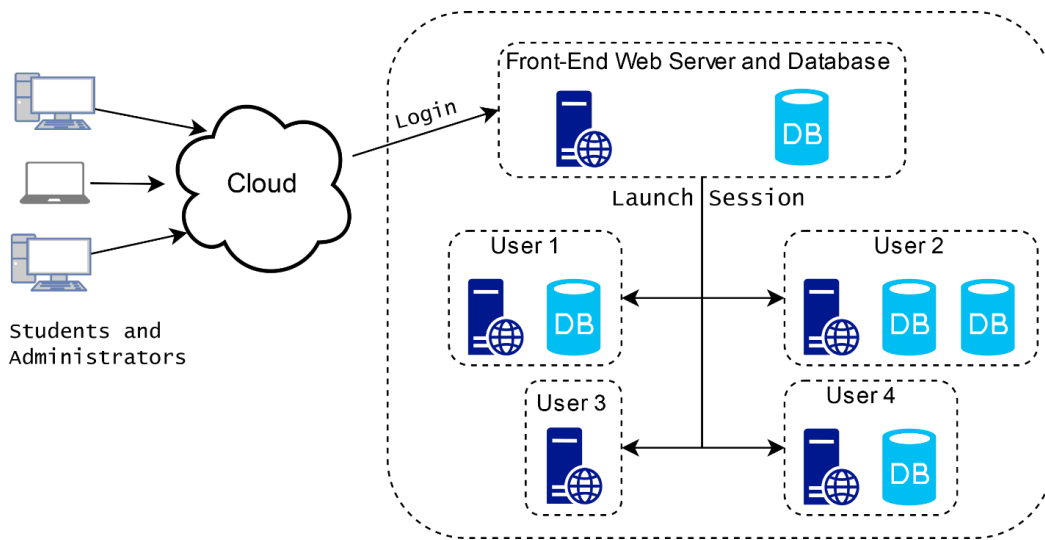 Front-End Web Server and Database
DB
Login
Cloud
Launch Session
Students and
Administrators
User 1
DB
User 2
DB DB
User 3
User 4
DB